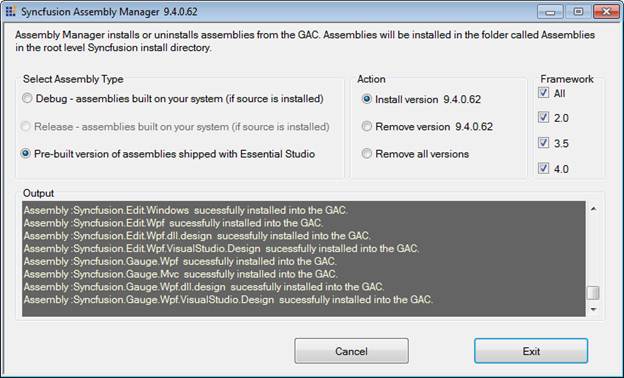 Syncfusion Assembly Manager 9.4.0.62
Assembly Manager installs or uninstalls assemblies from the GAC. Assemblies will be installed in the folder called Assemblies
in the root level Syncfusion install directory.
Select Assembly Type
Debug - assemblies built on your system (if source is installed)
Release - assemblies built on your system (if source is installed)
Pre-built version of assemblies shipped with Essential Studio
Action
Install version 9.4.0.62
Remove version 9.4.0.62
Remove all versions
Framework
All
2.0
3.5
4.0
Output
Assembly :Syncfusion.Edit.Windows sucessfully installed into the GAC.
Assembly :Syncfusion.Edit.Wpf sucessfully installed into the GAC.
Assembly :Syncfusion.Edit.Wpf.dll.design sucessfully installed into the GAC.
Assembly :Syncfusion.Edit.Wpf.VisualStudio.Design sucessfully installed into the GAC.
Assembly :Syncfusion.Gauge.Wpf sucessfully installed into the GAC.
Assembly :Syncfusion.Gauge.Mvc sucessfully installed into the GAC.
Assembly :Syncfusion.Gauge.Wpf.dll.design sucessfully installed into the GAC.
Assembly :Syncfusion.Gauge.Wpf.VisualStudio.Design sucessfully installed into the GAC.
Cancel
Exit